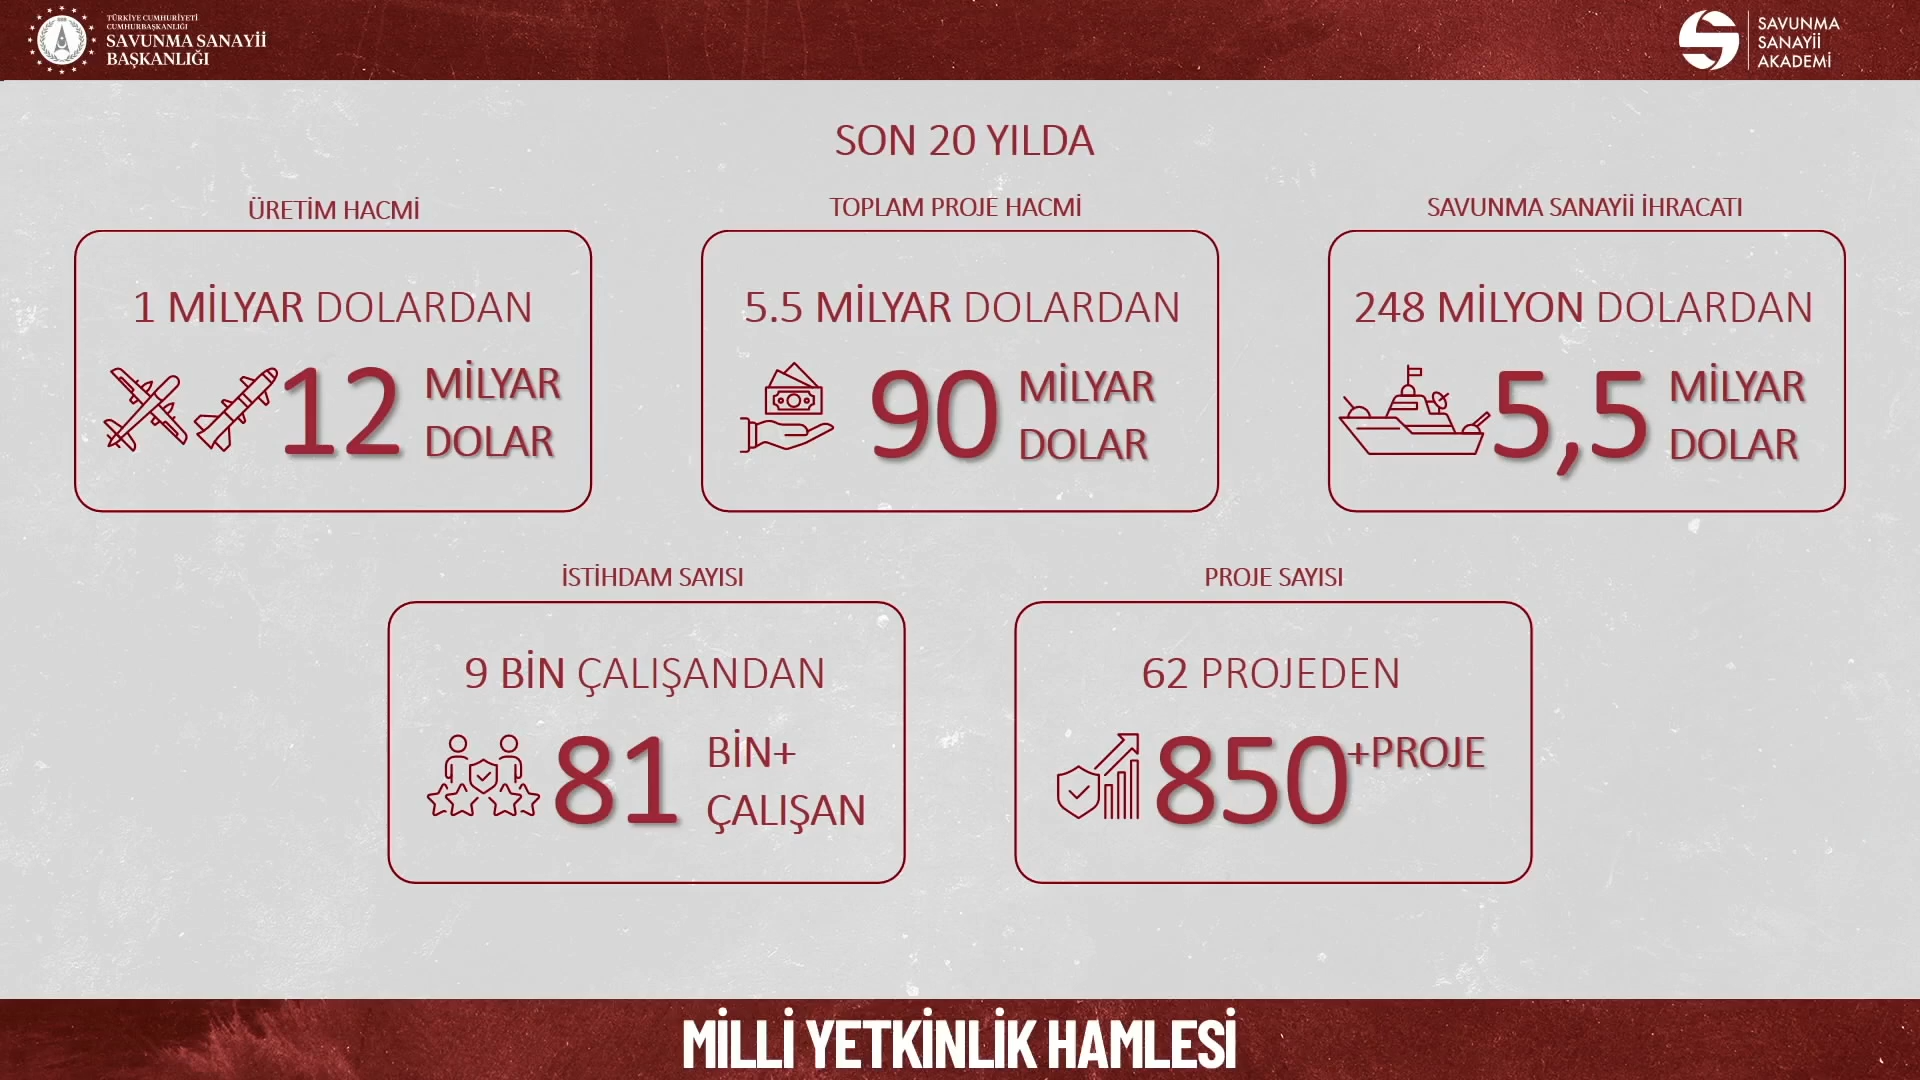 TÜRKİYE CUMHURİYETİ
CUMHURBAŞKANLIĞI
SAVUNMA SANAYİİ
BAŞKANLIĞI
SAVUNMA
SANAYİİ
AKADEMİ
SON 20 YILDA
ÜRETİM HACMİ
1 MİLYAR DOLARDAN
12 MİLYAR
DOLAR
TOPLAM PROJE HACMİ
5.5 MİLYAR DOLARDAN
90 MİLYAR
DOLAR
SAVUNMA SANAYİİ İHRACATI
248 MİLYON DOLARDAN
5,5 MİLYAR
DOLAR
İSTİHDAM SAYISI
9 BİN ÇALIŞANDAN
81 BİN+
ÇALIŞAN
PROJE SAYISI
62 PROJEDEN
850 +PROJE
MİLLİ YETKİNLİK HAMLESİ